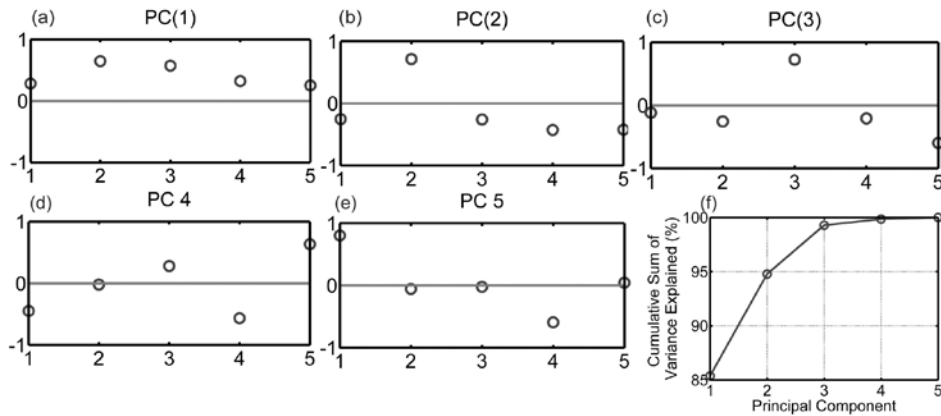 (a) PC(1)
1
0
-1
1 2 3 4 5
(b) PC(2)
1
0
-1
1 2 3 4 5
(c) PC(3)
1
0
-1
1 2 3 4 5
(d) PC 4
1
0
-1
1 2 3 4 5
(e) PC 5
1
0
-1
1 2 3 4 5
(f)
Cumulative Sum of
Variance Explained (%)
100
95
90
85
1 2 3 4 5
Principal Component